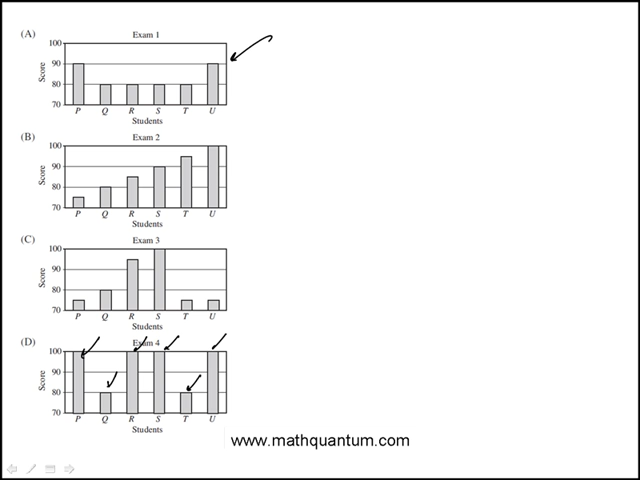 (A)
Exam 1
100
90
80
70
Score
P Q R S T U
Students
(B)
Exam 2
100
90
80
70
Score
P Q R S T U
Students
(C)
Exam 3
100
90
80
70
Score
P Q R S T U
Students
(D)
Exam 4
100
90
80
70
Score
P Q R S T U
Students
www.mathquantum.com